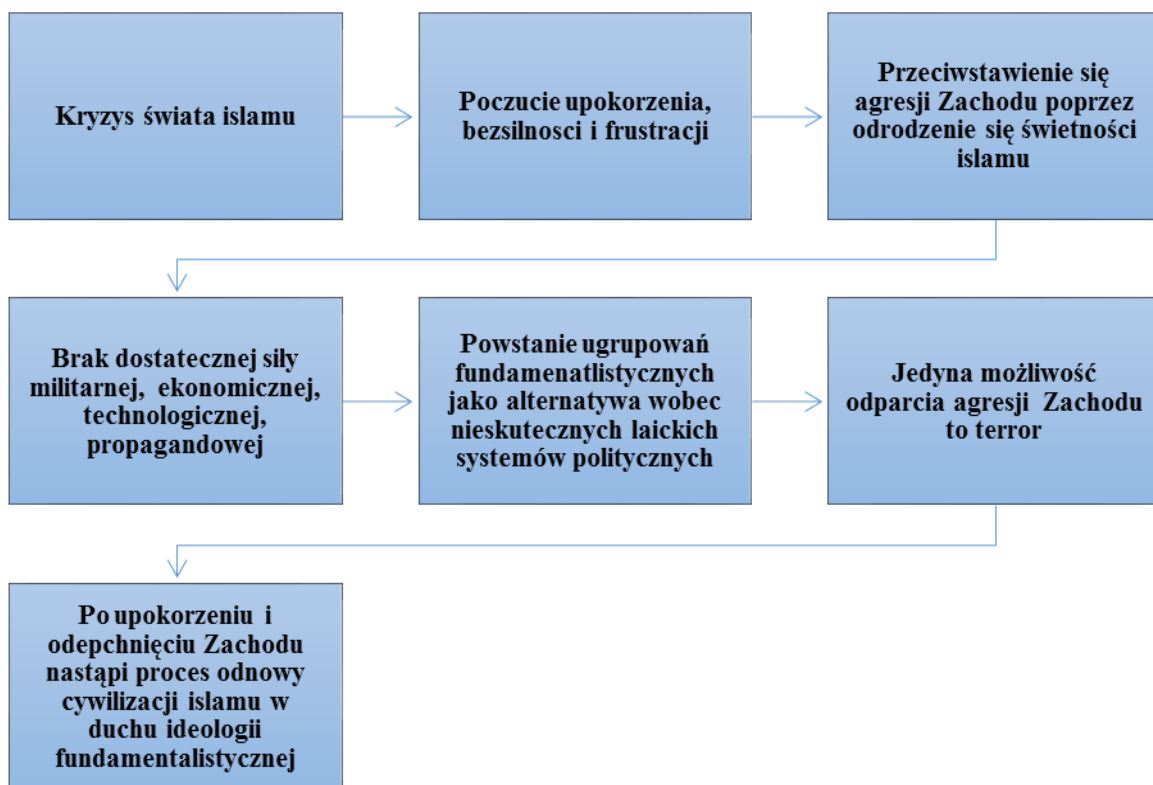 Kryzys świata islamu
Poczucie upokorzenia,
bezsilnosci i frustracji
Przeciwstawienie się
agresji Zachodu poprzez
odrodzenie się świetności
islamu
Brak dostatecznej siły
militarnej, ekonomicznej,
technologicznej,
propagandowej
Powstanie ugrupowań
fundamenatlistycznych
jako alternatywa wobec
nieskutecznych laickich
systemów politycznych
Jedyna możliwość
odparcia agresji Zachodu
to terror
Po upokorzeniu i
odepchnięciu Zachodu
nastąpi proces odnowy
cywilizacji islamu w
duchu ideologii
fundamentalistycznej